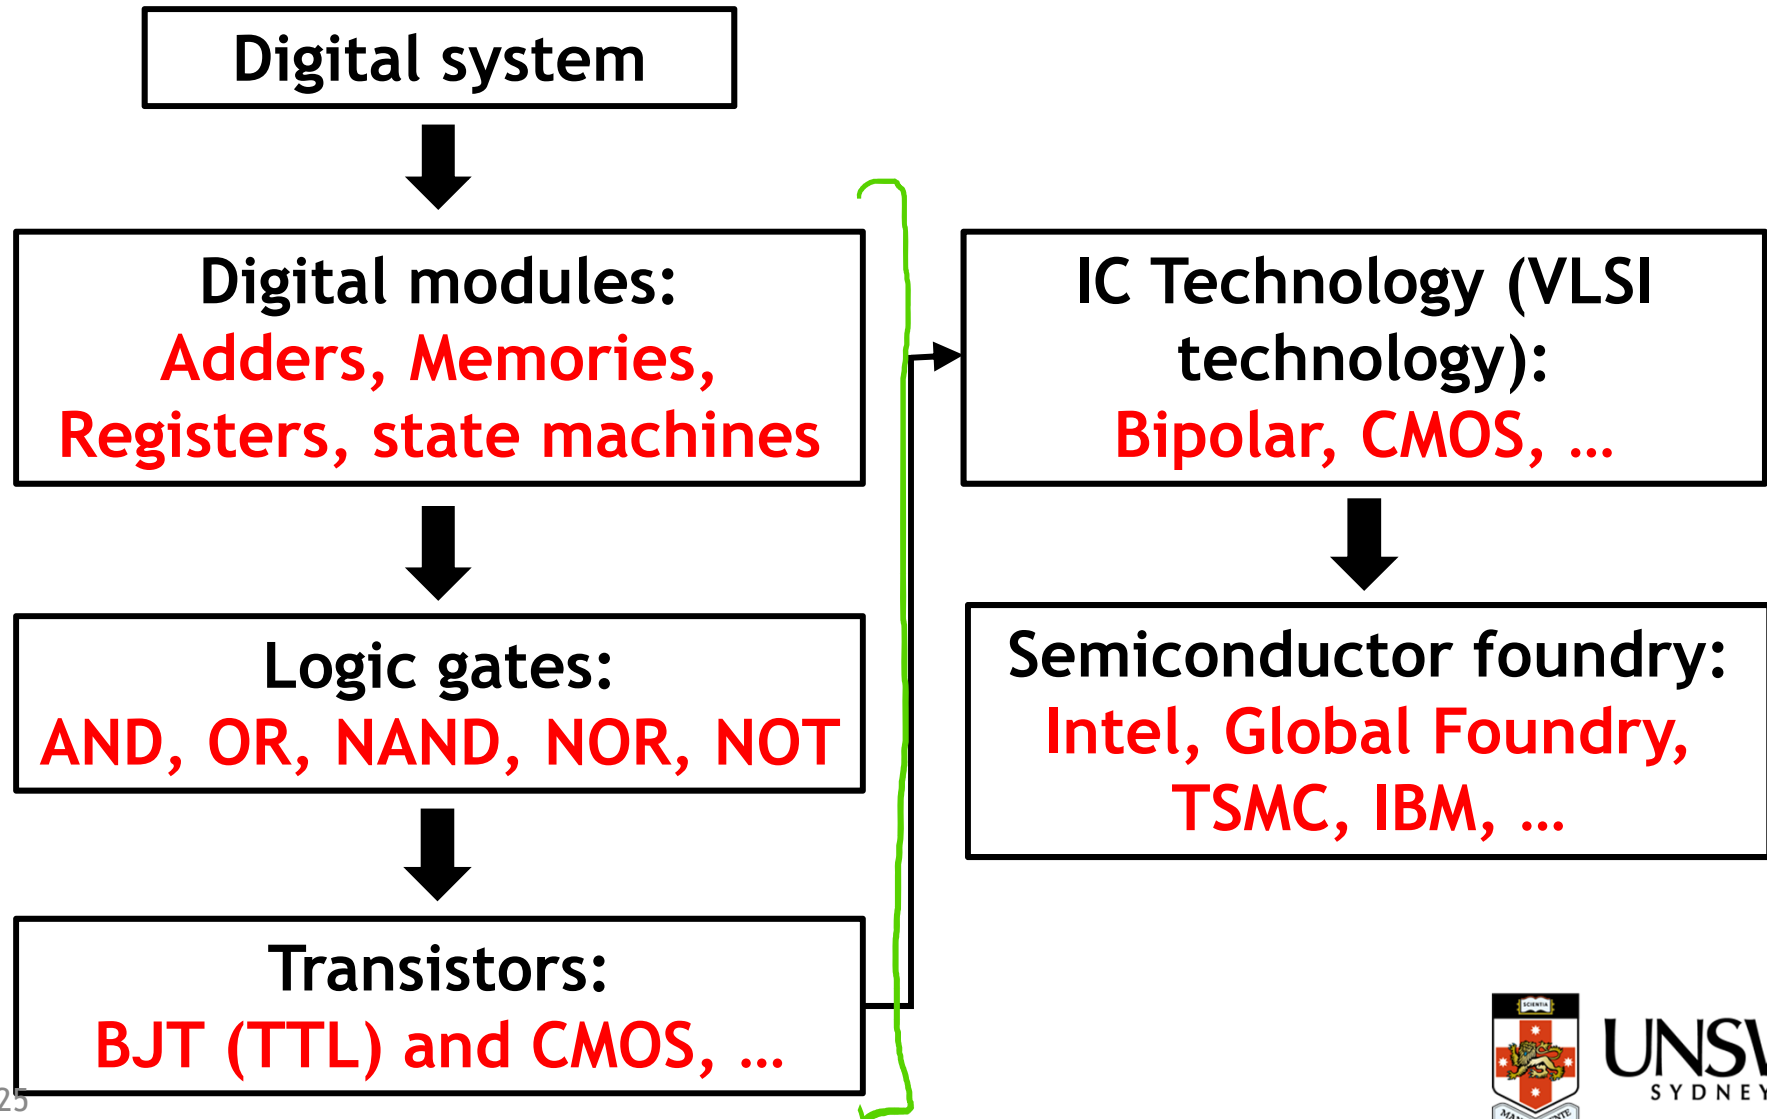 Digital system
Digital modules:
Adders, Memories,
Registers, state machines
Logic gates:
AND, OR, NAND, NOR, NOT
Transistors:
BJT (TTL) and CMOS, …
IC Technology (VLSI
technology):
Bipolar, CMOS, …
Semiconductor foundry:
Intel, Global Foundry,
TSMC, IBM, …
25
SCIENTIA
UNSW
SYDNEY